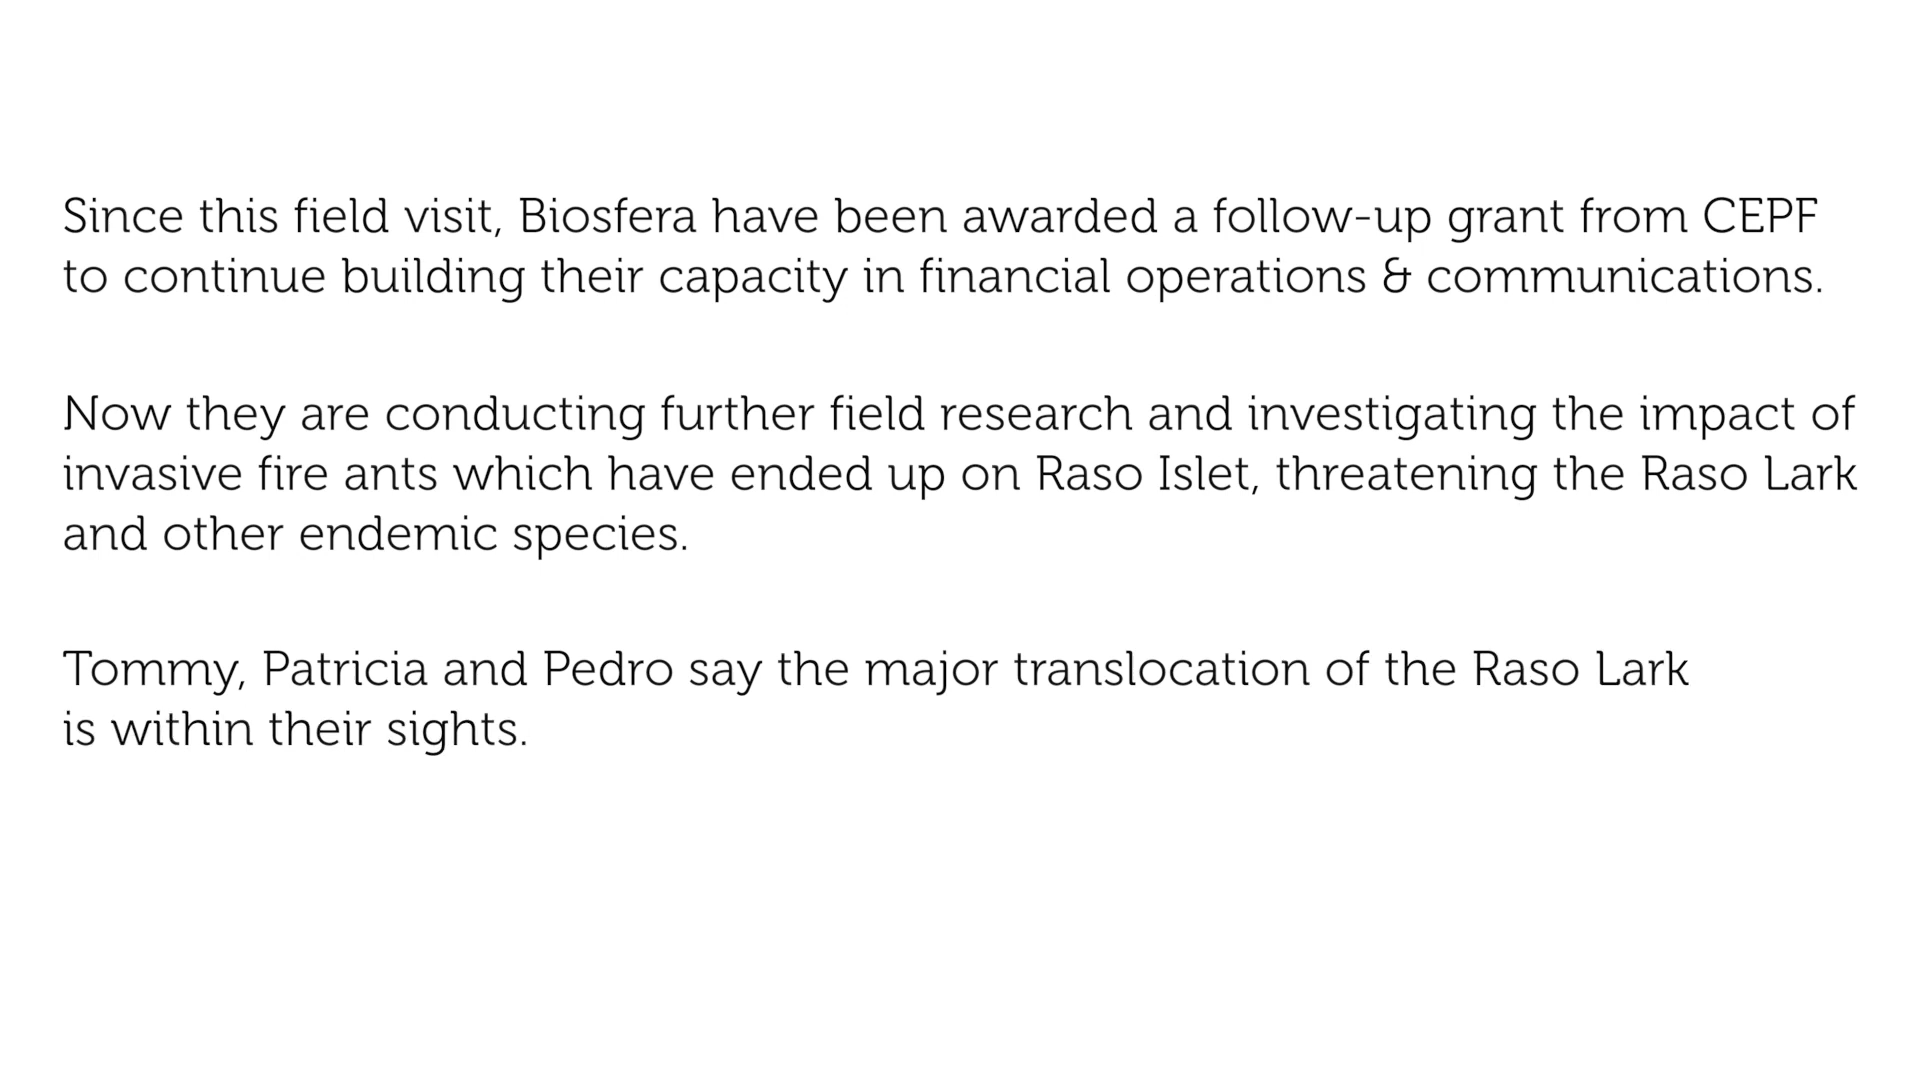 Since this field visit, Biosfera have been awarded a follow-up grant from CEPF
to continue building their capacity in financial operations & communications.
Now they are conducting further field research and investigating the impact of
invasive fire ants which have ended up on Raso Islet, threatening the Raso Lark
and other endemic species.
Tommy, Patricia and Pedro say the major translocation of the Raso Lark
is within their sights.